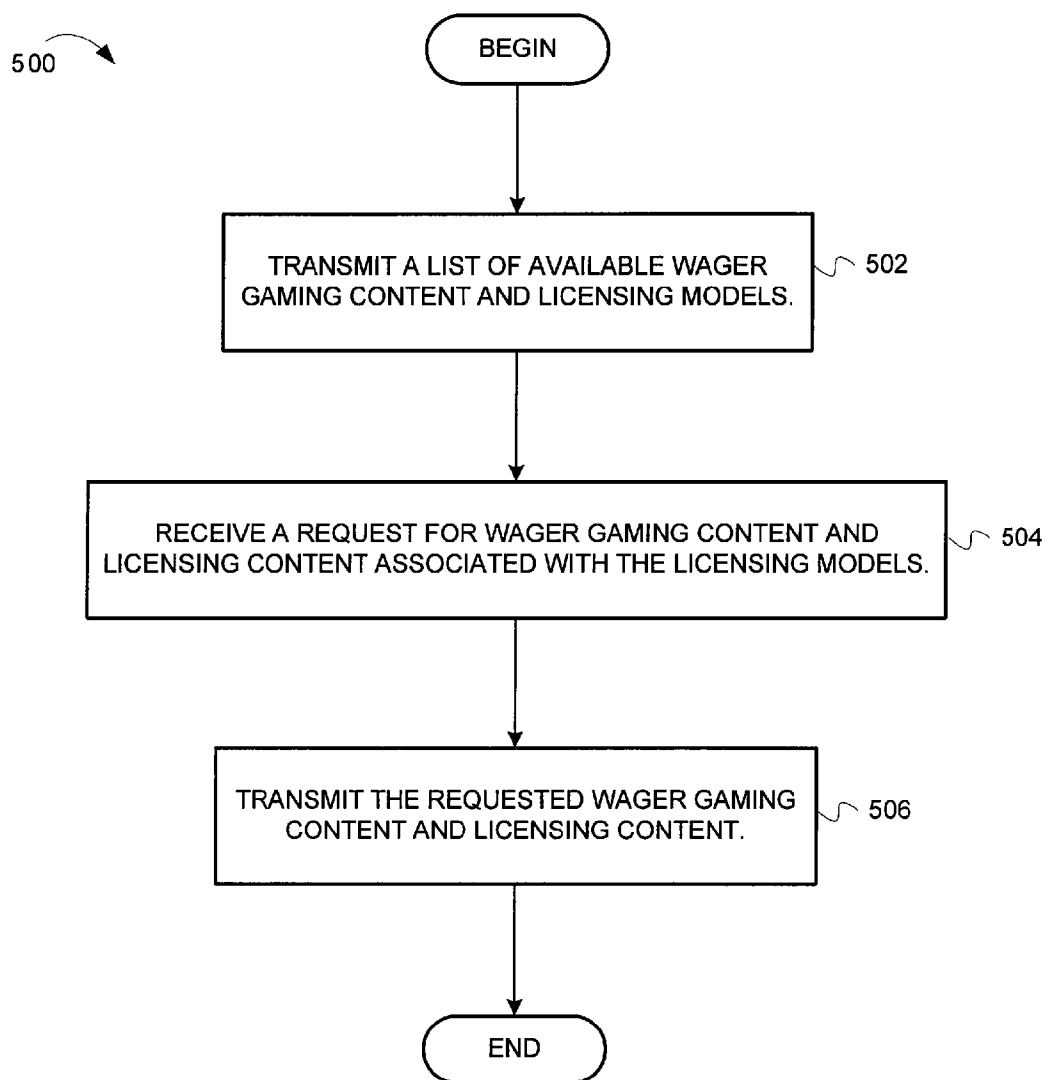 500
BEGIN
TRANSMIT A LIST OF AVAILABLE WAGER
GAMING CONTENT AND LICENSING MODELS.
502
RECEIVE A REQUEST FOR WAGER GAMING CONTENT AND
LICENSING CONTENT ASSOCIATED WITH THE LICENSING MODELS.
504
TRANSMIT THE REQUESTED WAGER GAMING
CONTENT AND LICENSING CONTENT.
506
END